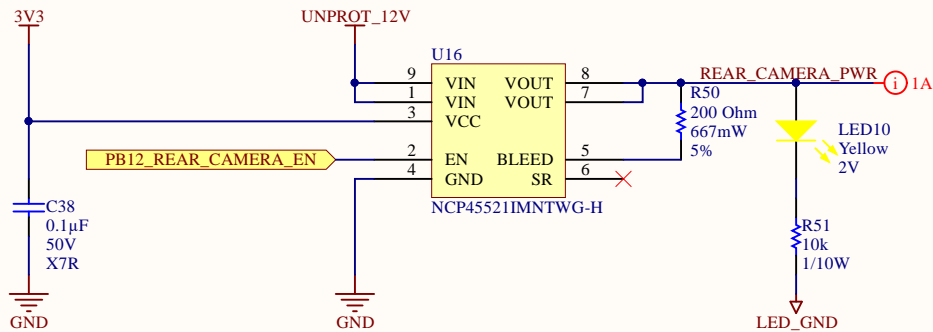 3V3
UNPROT_12V
U16
9
VIN
VOUT
8
REAR_CAMERA_PWR
i
1A
1
VIN
VOUT
7
R50
200 Ohm
667mW
5%
3
VCC
LED10
Yellow
2V
PB12_REAR_CAMERA_EN
2
EN
BLEED
5
4
GND
SR
6
NCP45521IMNTWG-H
C38
0.1µF
50V
X7R
R51
10k
1/10W
GND
GND
LED_GND